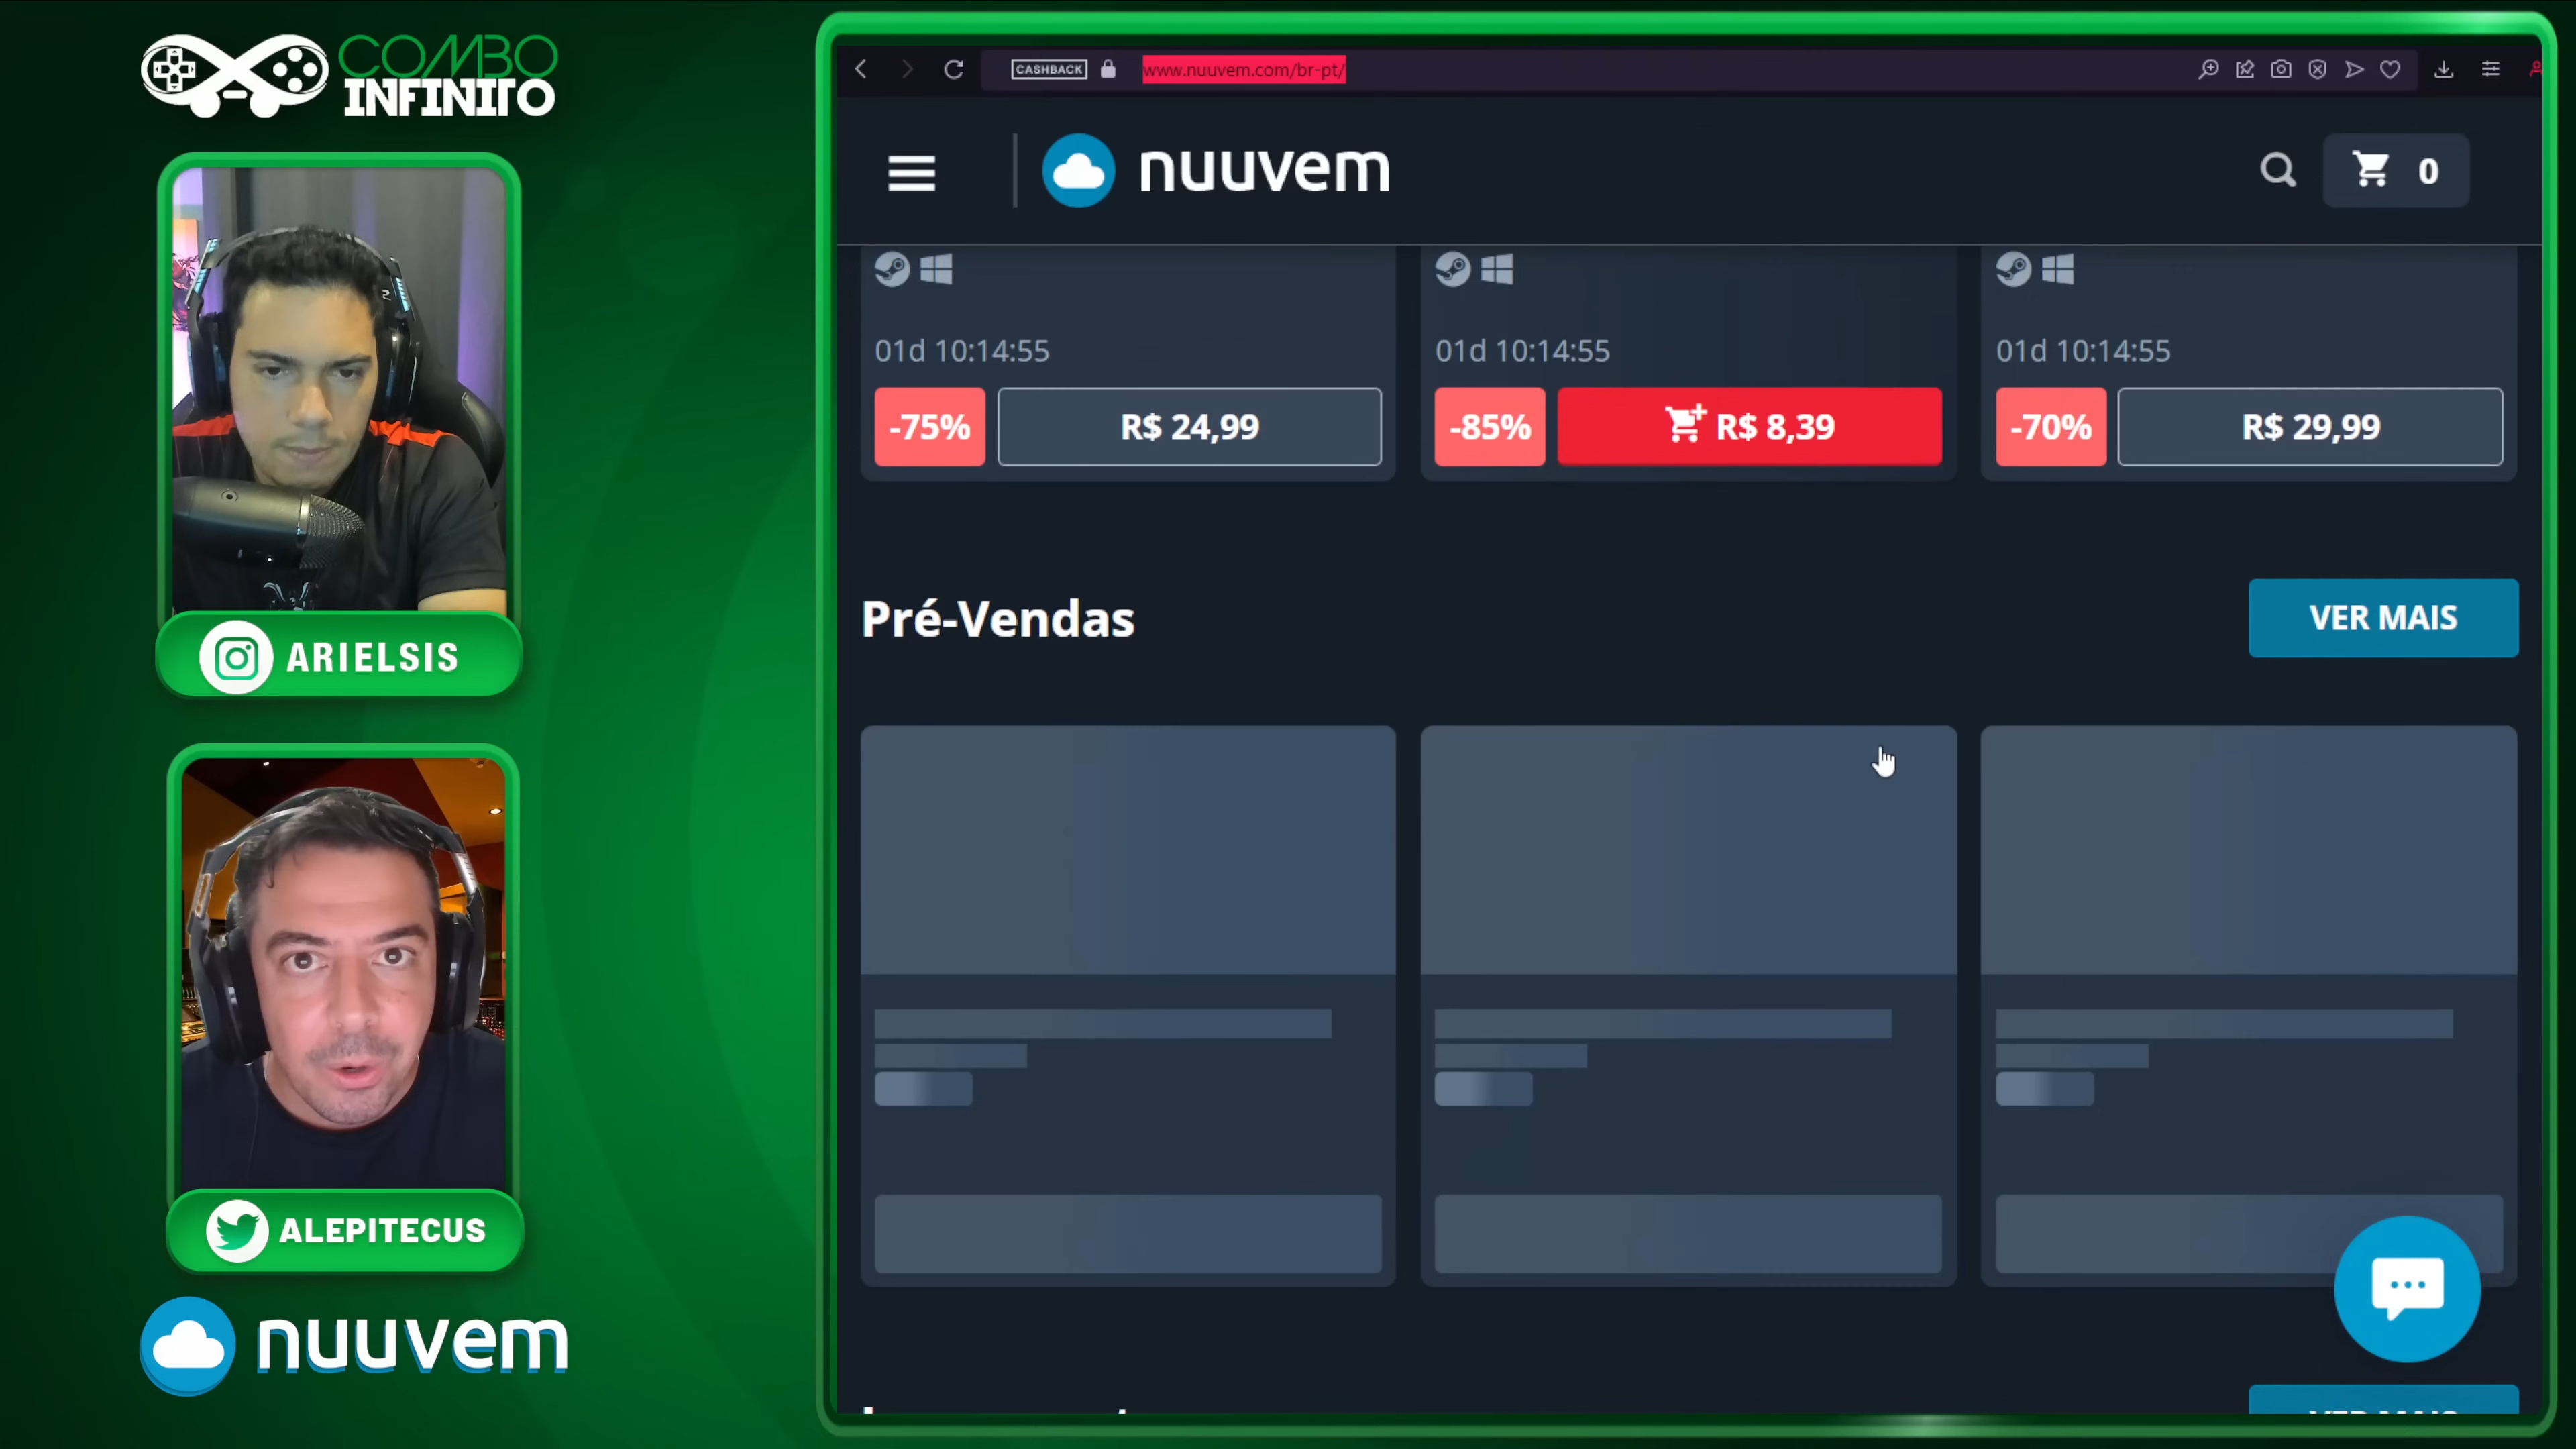 COMBO
INFINITO
ARIELSIS
ALEPITECUS
nuuvem
CASHBACK
www.nuuvem.com/br-pt/
nuuvem
0
01d 10:14:55
01d 10:14:55
01d 10:14:55
-75%
R$ 24,99
-85%
R$ 8,39
-70%
R$ 29,99
Pré-Vendas
VER MAIS
VER MAIS